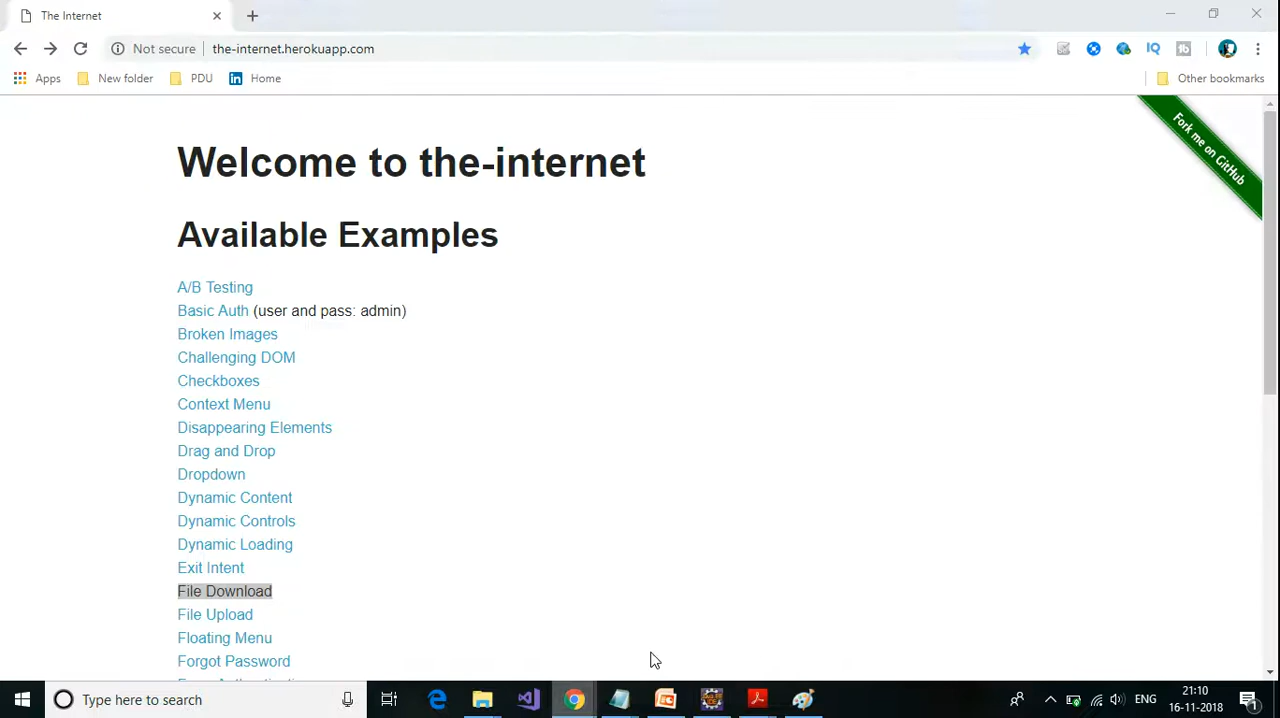 The Internet
Not secure
the-internet.herokuapp.com
Apps
New folder
PDU
Home
Other bookmarks
Fork me on GitHub
Welcome to the-internet
Available Examples
A/B Testing
Basic Auth (user and pass: admin)
Broken Images
Challenging DOM
Checkboxes
Context Menu
Disappearing Elements
Drag and Drop
Dropdown
Dynamic Content
Dynamic Controls
Dynamic Loading
Exit Intent
File Download
File Upload
Floating Menu
Forgot Password
Type here to search
ENG
21:10
16-11-2018